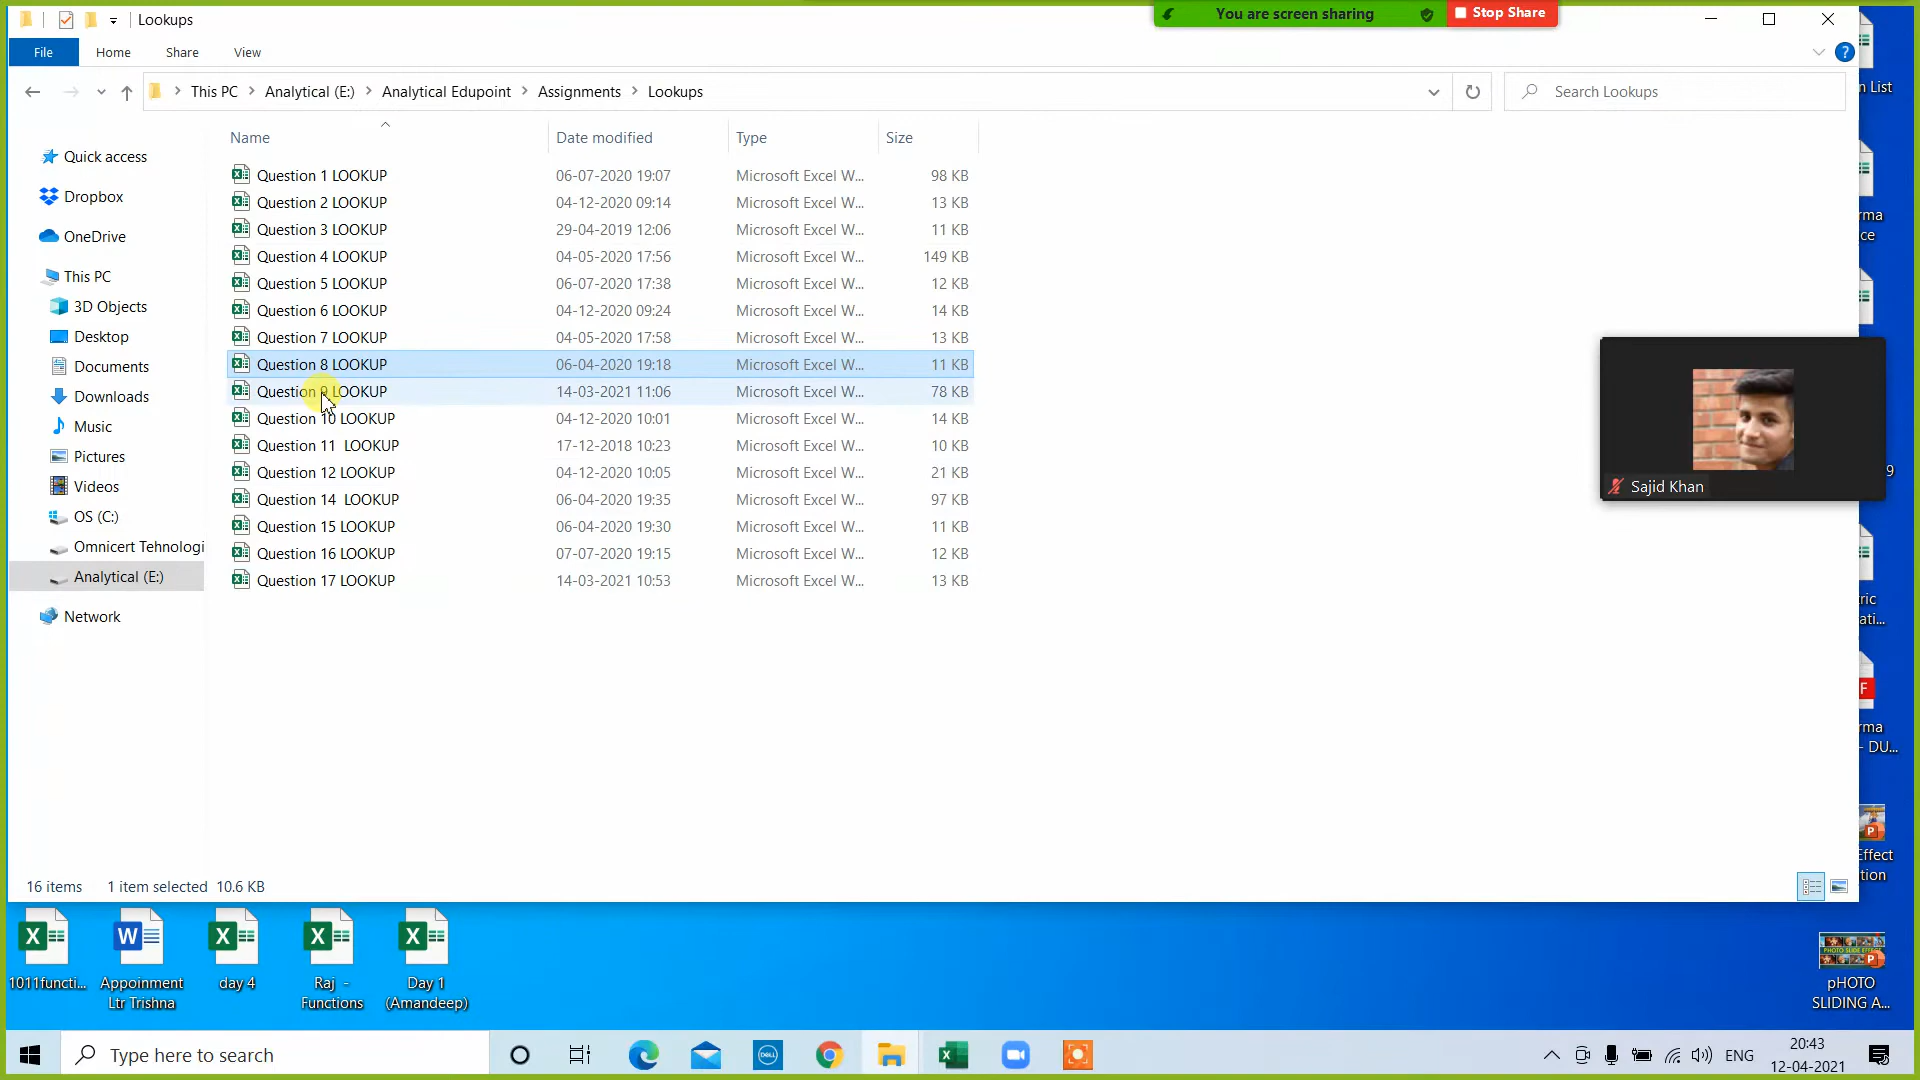 Lookups
You are screen sharing
Stop Share
File
Home
Share
View
This PC
Analytical (E:)
Analytical Edupoint
Assignments
Lookups
Search Lookups
Name
Date modified
Type
Size
Quick access
Dropbox
OneDrive
This PC
3D Objects
Desktop
Documents
Downloads
Music
Pictures
Videos
OS (C:)
Omnicert Tehnologi
Analytical (E:)
Network
Question 1 LOOKUP 06-07-2020 19:07 Microsoft Excel W... 98 KB
Question 2 LOOKUP 04-12-2020 09:14 Microsoft Excel W... 13 KB
Question 3 LOOKUP 29-04-2019 12:06 Microsoft Excel W... 11 KB
Question 4 LOOKUP 04-05-2020 17:56 Microsoft Excel W... 149 KB
Question 5 LOOKUP 06-07-2020 17:38 Microsoft Excel W... 12 KB
Question 6 LOOKUP 04-12-2020 09:24 Microsoft Excel W... 14 KB
Question 7 LOOKUP 04-05-2020 17:58 Microsoft Excel W... 13 KB
Question 8 LOOKUP 06-04-2020 19:18 Microsoft Excel W... 11 KB
Question 9 LOOKUP 14-03-2021 11:06 Microsoft Excel W... 78 KB
Question 10 LOOKUP 04-12-2020 10:01 Microsoft Excel W... 14 KB
Question 11 LOOKUP 17-12-2018 10:23 Microsoft Excel W... 10 KB
Question 12 LOOKUP 04-12-2020 10:05 Microsoft Excel W... 21 KB
Question 14 LOOKUP 06-04-2020 19:35 Microsoft Excel W... 97 KB
Question 15 LOOKUP 06-04-2020 19:30 Microsoft Excel W... 11 KB
Question 16 LOOKUP 07-07-2020 19:15 Microsoft Excel W... 12 KB
Question 17 LOOKUP 14-03-2021 10:53 Microsoft Excel W... 13 KB
Sajid Khan
16 items 1 item selected 10.6 KB
1011functi...
Appoinment
Ltr Trishna
day 4
Raj -
Functions
Day 1
(Amandeep)
pHOTO
SLIDING A...
Type here to search
DELL
ENG
20:43
12-04-2021